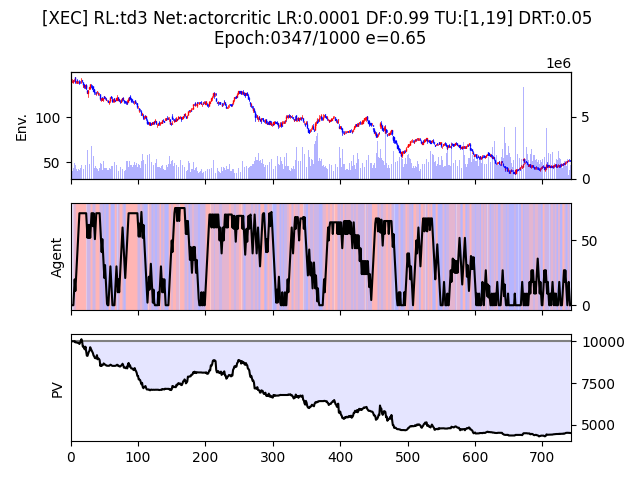 [XEC] RL:td3 Net:actorcritic LR:0.0001 DF:0.99 TU:[1,19] DRT:0.05
Epoch:0347/1000 e=0.65
1e6
Env.
100
50
5
0
Agent
50
0
PV
10000
7500
5000
0 100 200 300 400 500 600 700